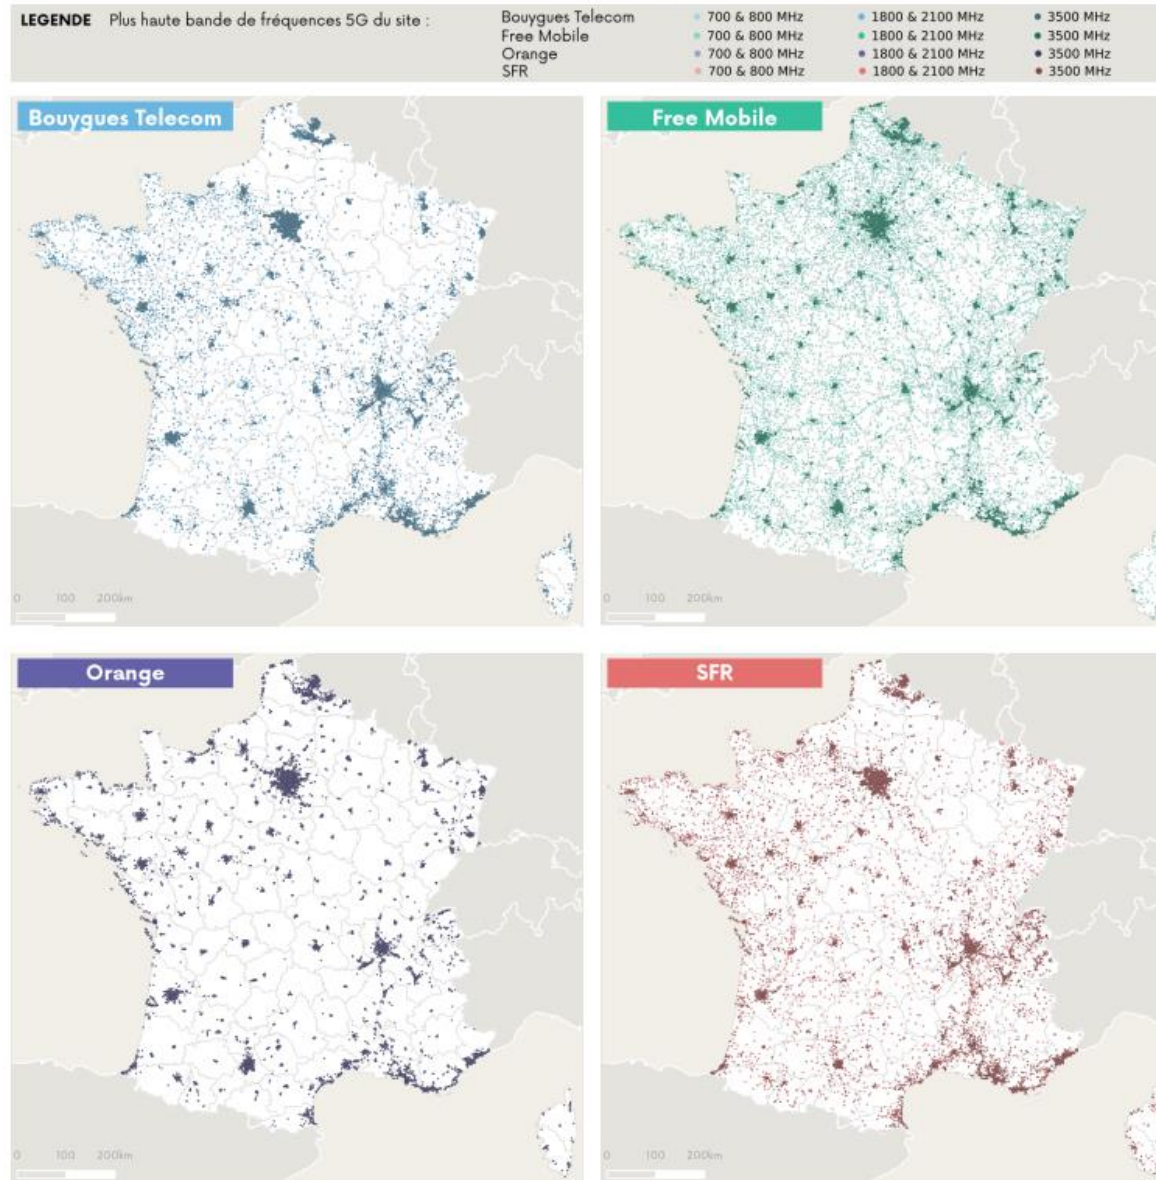 LEGENDE Plus haute bande de fréquences 5G du site :
Bouygues Telecom 700 & 800 MHz 1800 & 2100 MHz 3500 MHz
Free Mobile 700 & 800 MHz 1800 & 2100 MHz 3500 MHz
Orange 700 & 800 MHz 1800 & 2100 MHz 3500 MHz
SFR 700 & 800 MHz 1800 & 2100 MHz 3500 MHz
Bouygues Telecom
0 100 200km
Free Mobile
0 100 200km
Orange
0 100 200km
SFR
0 100 200km